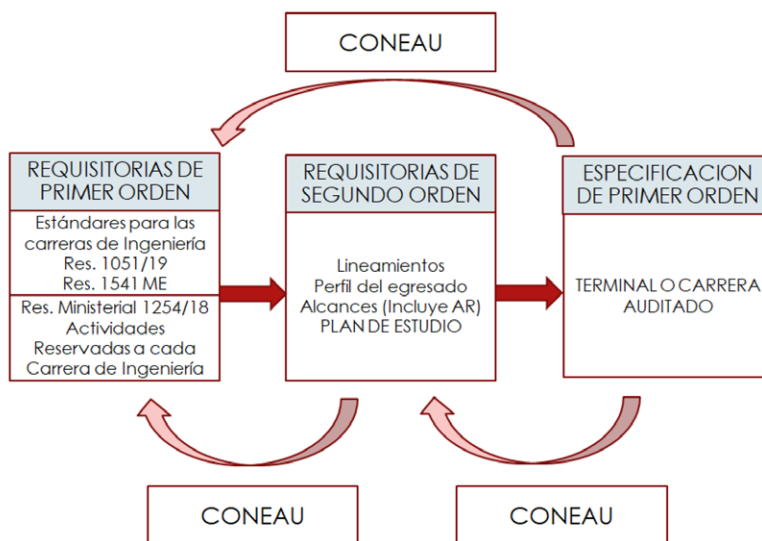 CONEAU
REQUISITORIAS DE
PRIMER ORDEN
Estándares para las
carreras de Ingeniería
Res. 1051/19
Res. 1541 ME
Res. Ministerial 1254/18
Actividades
Reservadas a cada
Carrera de Ingeniería
REQUISITORIAS DE
SEGUNDO ORDEN
Lineamientos
Perfil del egresado
Alcances (Incluye AR)
PLAN DE ESTUDIO
ESPECIFICACION
DE PRIMER ORDEN
TERMINAL O CARRERA
AUDITADO
CONEAU
CONEAU